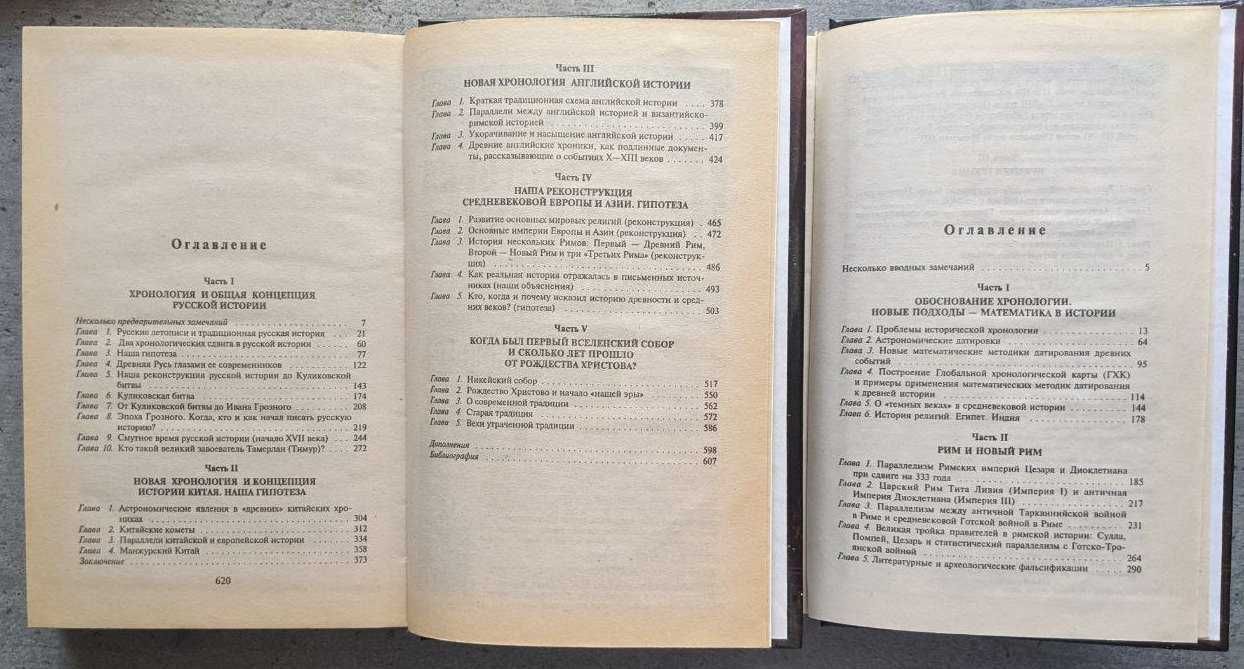 Оглавление
Часть I
ХРОНОЛОГИЯ И ОБЩАЯ КОНЦЕПЦИЯ
РУССКОЙ ИСТОРИИ
Несколько предварительных замечаний . . . . 7
Глава 1. Русские летописи и традиционная русская история . . . . 21
Глава 2. Два хронологических сдвига в русской истории . . . . 60
Глава 3. Наша гипотеза . . . . 77
Глава 4. Древняя Русь глазами ее современников . . . . 122
Глава 5. Наша реконструкция русской истории до Куликовской
битвы . . . . 143
Глава 6. Куликовская битва . . . . 174
Глава 7. От Куликовской битвы до Ивана Грозного . . . . 208
Глава 8. Эпоха Грозного. Когда, кто и как начал писать русскую
историю? . . . . 219
Глава 9. Смутное время русской истории (начало XVII века) . . . . 244
Глава 10. Кто такой великий завоеватель Тамерлан (Тимур)? . . . . 272
Часть II
НОВАЯ ХРОНОЛОГИЯ И КОНЦЕПЦИЯ
ИСТОРИИ КИТАЯ. НАША ГИПОТЕЗА
Глава 1. Астрономические явления в «древних» китайских хро-
никах . . . . 304
Глава 2. Китайские кометы . . . . 312
Глава 3. Параллели китайской и европейской истории . . . . 334
Глава 4. Манжурский Китай . . . . 358
Заключение . . . . 373
620
Часть III
НОВАЯ ХРОНОЛОГИЯ АНГЛИЙСКОЙ ИСТОРИИ
Глава 1. Краткая традиционная схема английской истории . . . . 378
Глава 2. Параллели между английской историей и византийско-
римской историей . . . . 399
Глава 3. Укорачивание и насыщение английской истории . . . . 417
Глава 4. Древние английские хроники, как подлинные докумен-
ты, рассказывающие о событиях X—XIII веков . . . . 424
Часть IV
НАША РЕКОНСТРУКЦИЯ
СРЕДНЕВЕКОВОЙ ЕВРОПЫ И АЗИИ. ГИПОТЕЗА
Глава 1. Развитие основных мировых религий (реконструкция) . 465
Глава 2. Основные империи Европы и Азии (реконструкция) . . 472
Глава 3. История нескольких Римов: Первый — Древний Рим,
Второй — Новый Рим и три «Третьих Рима» (реконструк-
ция) . . . . 486
Глава 4. Как реальная история отражалась в письменных источ-
никах (наши объяснения) . . . . 493
Глава 5. Кто, когда и почему исказил историю древности и сред-
них веков? (гипотеза) . . . . 503
Часть V
КОГДА БЫЛ ПЕРВЫЙ ВСЕЛЕНСКИЙ СОБОР
И СКОЛЬКО ЛЕТ ПРОШЛО
ОТ РОЖДЕСТВА ХРИСТОВА?
Глава 1. Никейский собор . . . . 517
Глава 2. Рождество Христово и начало «нашей эры» . . . . 550
Глава 3. О современной традиции . . . . 562
Глава 4 Старая традиция . . . . 572
Глава 5. Вехи утраченной традиции . . . . 586
Дополнения . . . . 598
Библиография . . . . 607
Оглавление
Несколько вводных замечаний . . . . 5
Часть I
ОБОСНОВАНИЕ ХРОНОЛОГИИ.
НОВЫЕ ПОДХОДЫ — МАТЕМАТИКА В ИСТОРИИ
Глава 1. Проблемы исторической хронологии . . . . 13
Глава 2. Астрономические датировки . . . . 64
Глава 3. Новые математические методики датирования древних
событий . . . . 95
Глава 4. Построение Глобальной хронологической карты (ГХК)
и примеры применения математических методик датирования
к древней истории . . . . 114
Глава 5. О «темных веках» в средневековой истории . . . . 144
Глава 6. История религий. Египет. Индия . . . . 178
Часть II
РИМ И НОВЫЙ РИМ
Глава 1. Параллелизм Римских империй Цезаря и Диоклетиана
при сдвиге на 333 года . . . . 185
Глава 2. Царский Рим Тита Ливия (Империя I) и античная
Империя Диоклетиана (Империя III) . . . . 217
Глава 3. Параллелизм между античной Тарквинийской войной
в Риме и средневековой Готской войной в Риме . . . . 231
Глава 4. Великая тройка правителей в римской истории: Сулла,
Помпей, Цезарь и статистический параллелизм с Готско-Тро-
янской войной . . . . 264
Глава 5. Литературные и археологические фальсификации . . . . 290